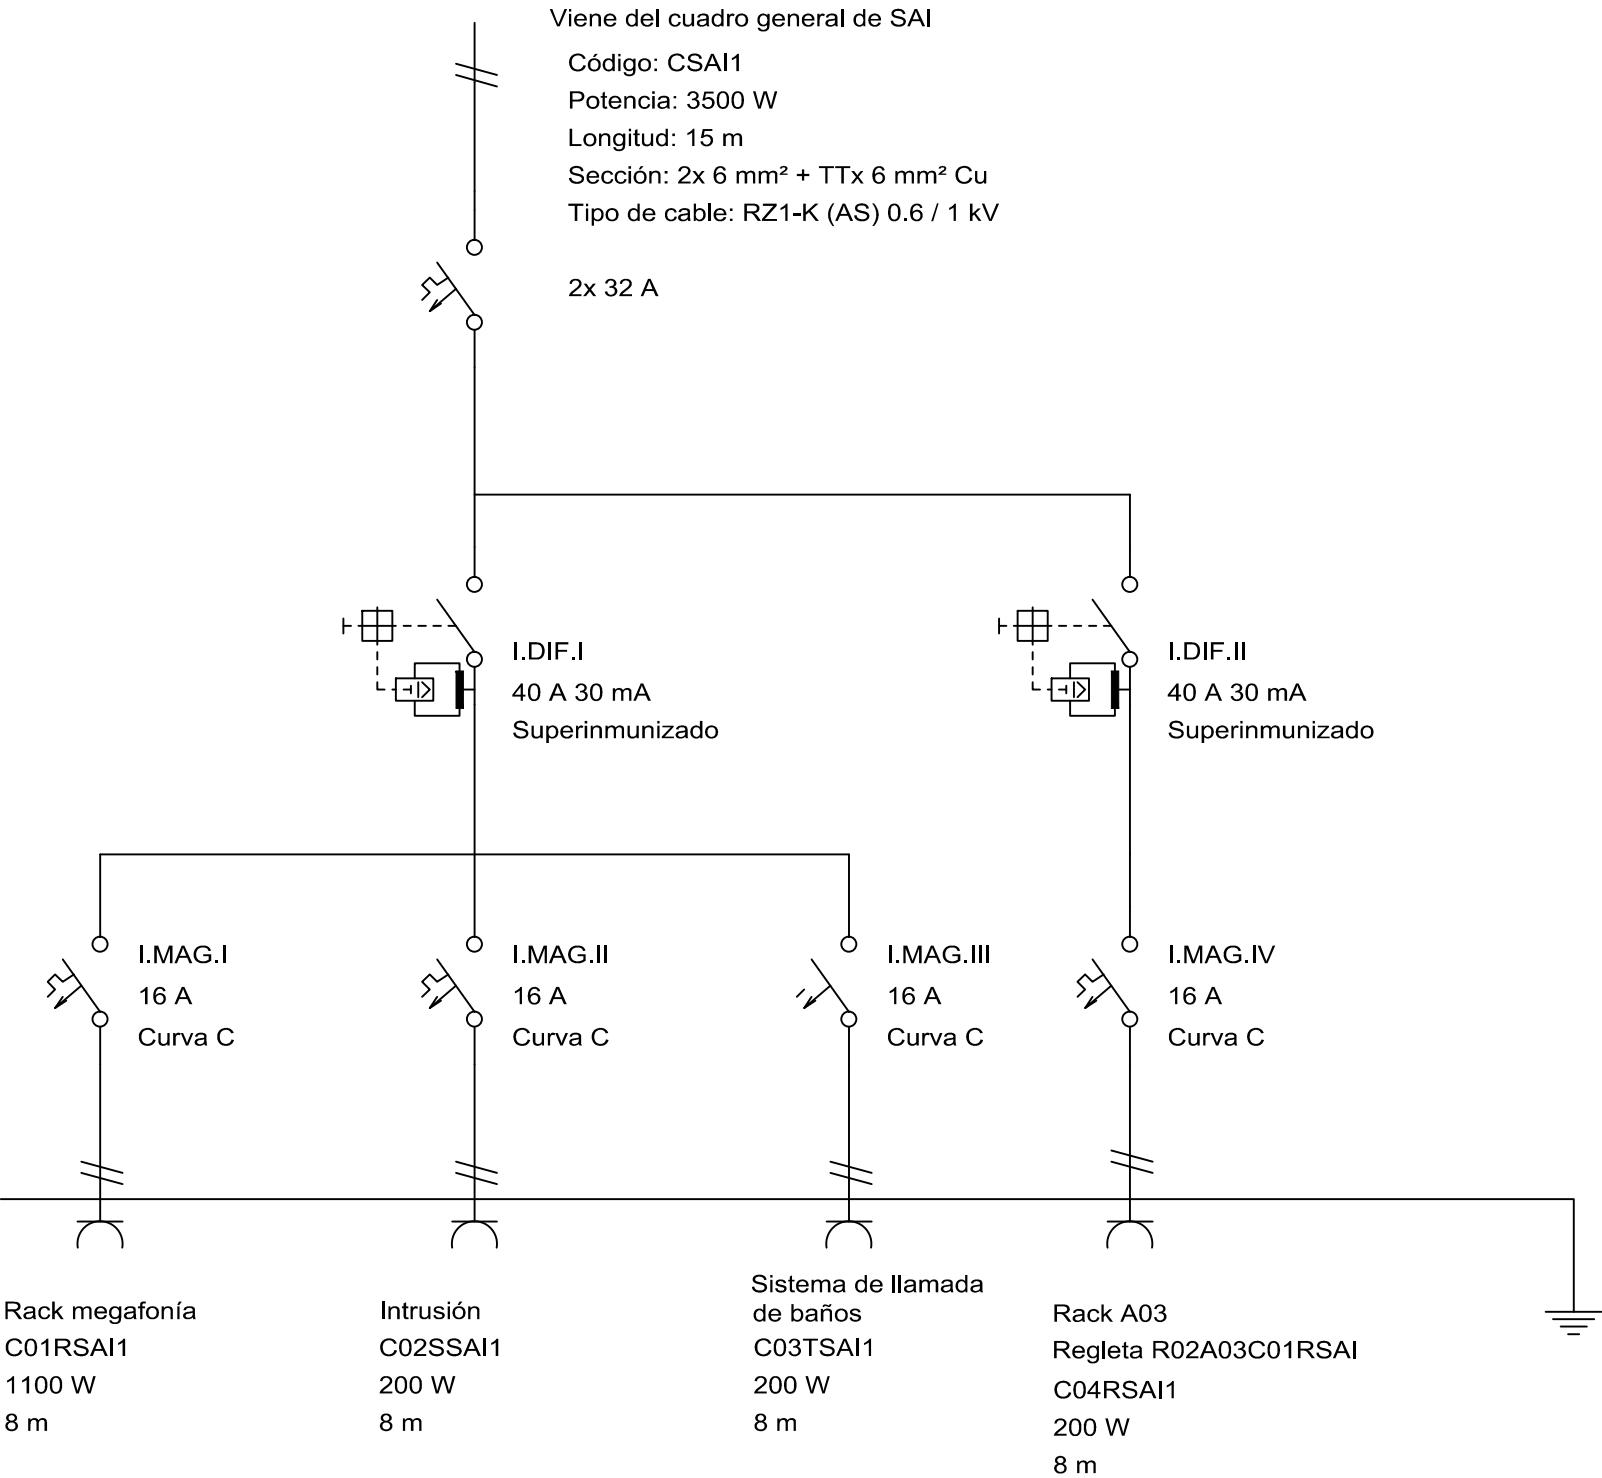 Viene del cuadro general de SAI
Código: CSAI1
Potencia: 3500 W
Longitud: 15 m
Sección: 2x 6 mm² + TTx 6 mm² Cu
Tipo de cable: RZ1-K (AS) 0.6 / 1 kV
2x 32 A
I.DIF.I
40 A 30 mA
Superinmunizado
I.DIF.II
40 A 30 mA
Superinmunizado
I.MAG.I
16 A
Curva C
I.MAG.II
16 A
Curva C
I.MAG.III
16 A
Curva C
I.MAG.IV
16 A
Curva C
Rack megafonía
C01RSAI1
1100 W
8 m
Intrusión
C02SSAI1
200 W
8 m
Sistema de llamada
de baños
C03TSAI1
200 W
8 m
Rack A03
Regleta R02A03C01RSAI
C04RSAI1
200 W
8 m